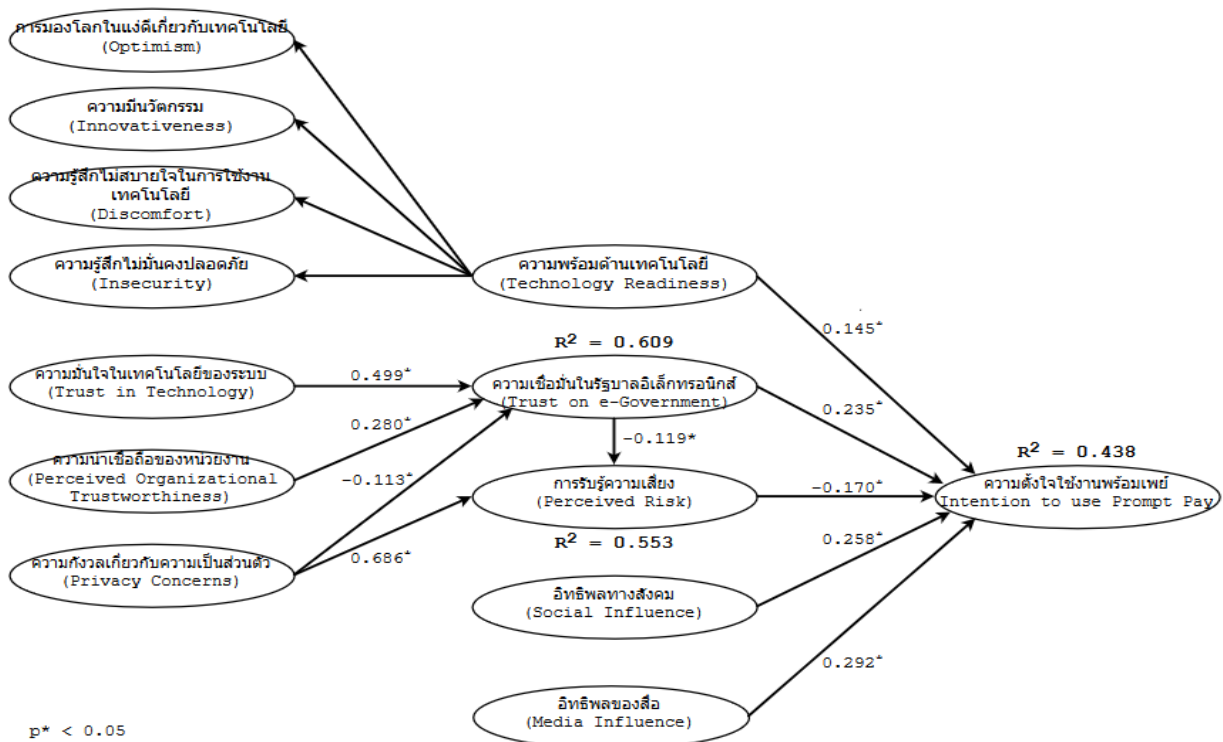 การมองโลกในแง่ดีเกี่ยวกับเทคโนโลยี
(Optimism)
ความมีนวัตกรรม
(Innovativeness)
ความรู้สึกไม่สบายใจในการใช้งาน
เทคโนโลยี
(Discomfort)
ความรู้สึกไม่มั่นคงปลอดภัย
(Insecurity)
ความพร้อมด้านเทคโนโลยี
(Technology Readiness)
0.145*
R² = 0.609
ความมั่นใจในเทคโนโลยีของระบบ
(Trust in Technology)
0.499*
ความเชื่อมั่นในรัฐบาลอิเล็กทรอนิกส์
(Trust on e-Government)
0.235*
0.280*
-0.119*
R² = 0.438
ความน่าเชื่อถือของหน่วยงาน
(Perceived Organizational
Trustworthiness)
-0.113*
การรับรู้ความเสี่ยง
(Perceived Risk)
-0.170*
ความตั้งใจใช้งานพร้อมเพย์
Intention to use Prompt Pay
R² = 0.553
0.258*
ความกังวลเกี่ยวกับความเป็นส่วนตัว
(Privacy Concerns)
0.686*
อิทธิพลทางสังคม
(Social Influence)
0.292*
อิทธิพลของสื่อ
(Media Influence)
p* < 0.05